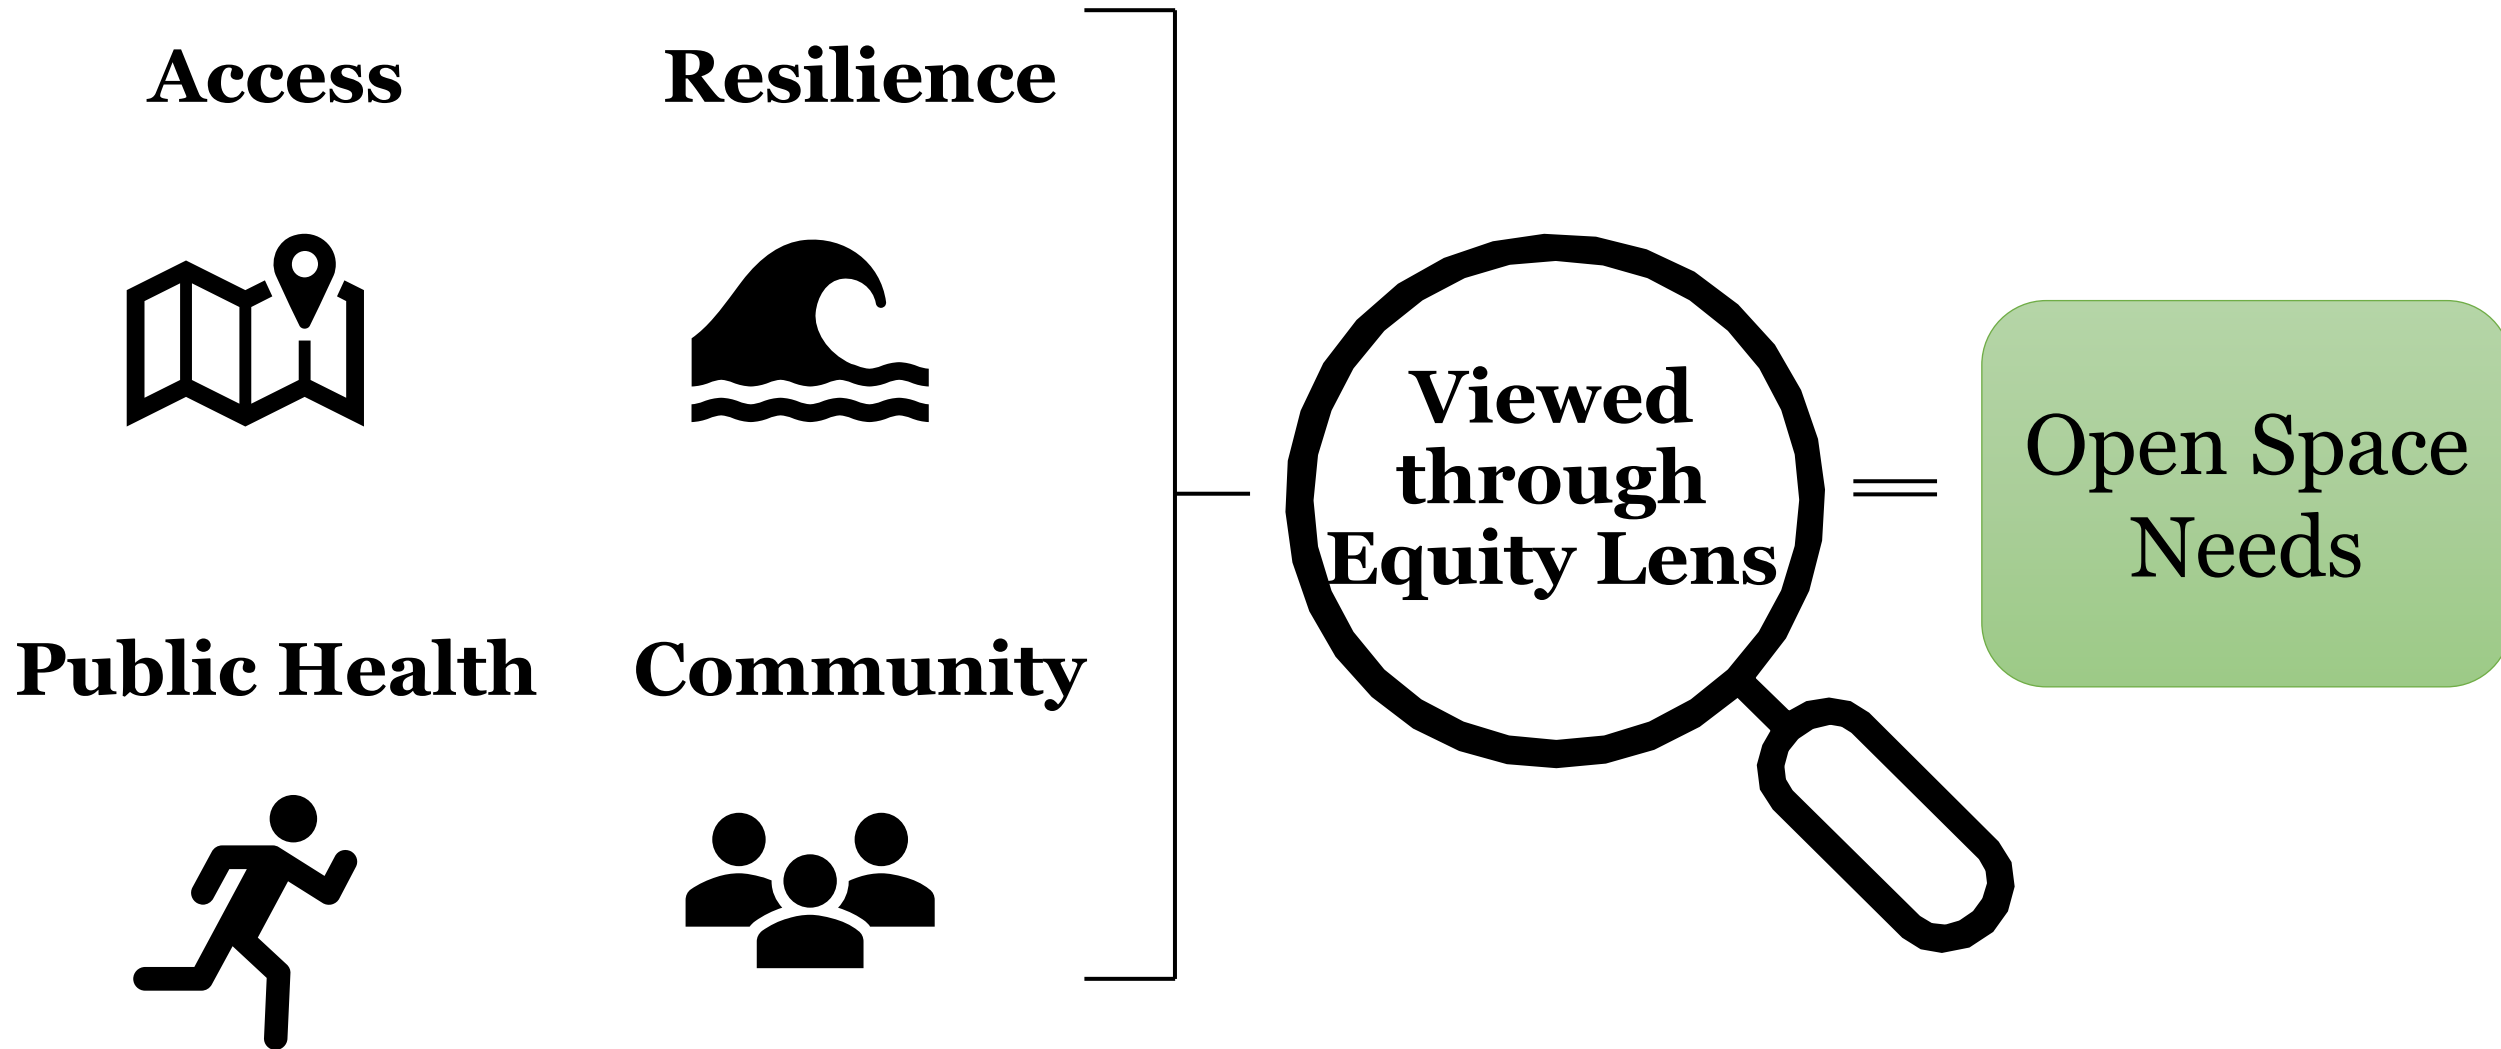 Access
Resilience
Public Health
Community
Viewed
through
Equity Lens
Open Space
Needs